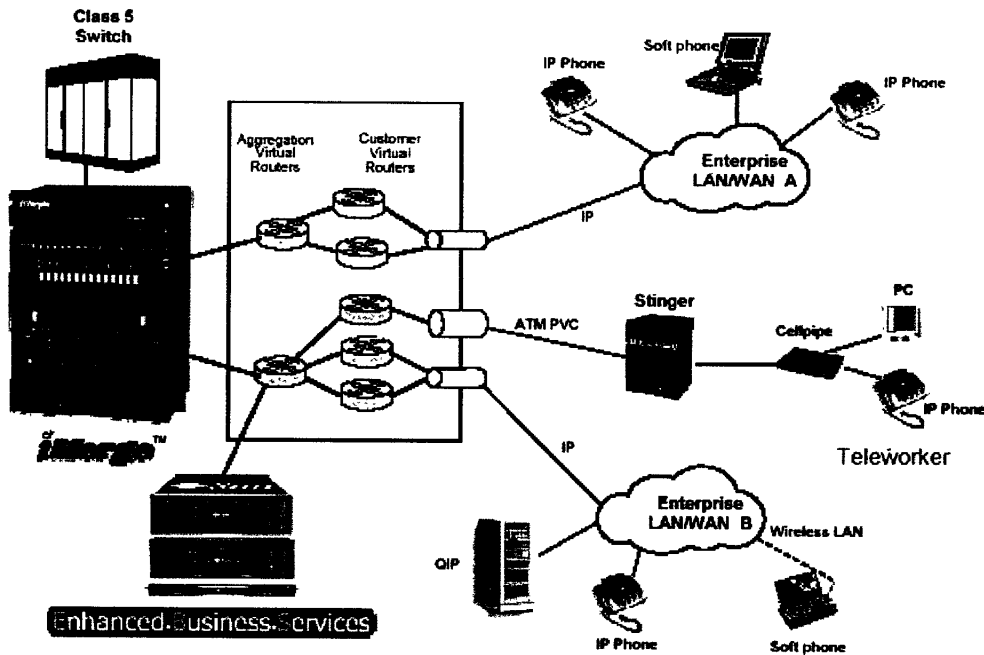 Class 5
Switch
Aggregation
Virtual
Routers
Customer
Virtual
Routers
IP Phone
Soft phone
IP Phone
Enterprise
LAN/WAN A
IP
ATM PVC
Stinger
PC
Cellpipe
IP Phone
Teleworker
iMerge™
IP
Enterprise
LAN/WAN B
Wireless LAN
QIP
IP Phone
Soft phone
Enhanced Business Services